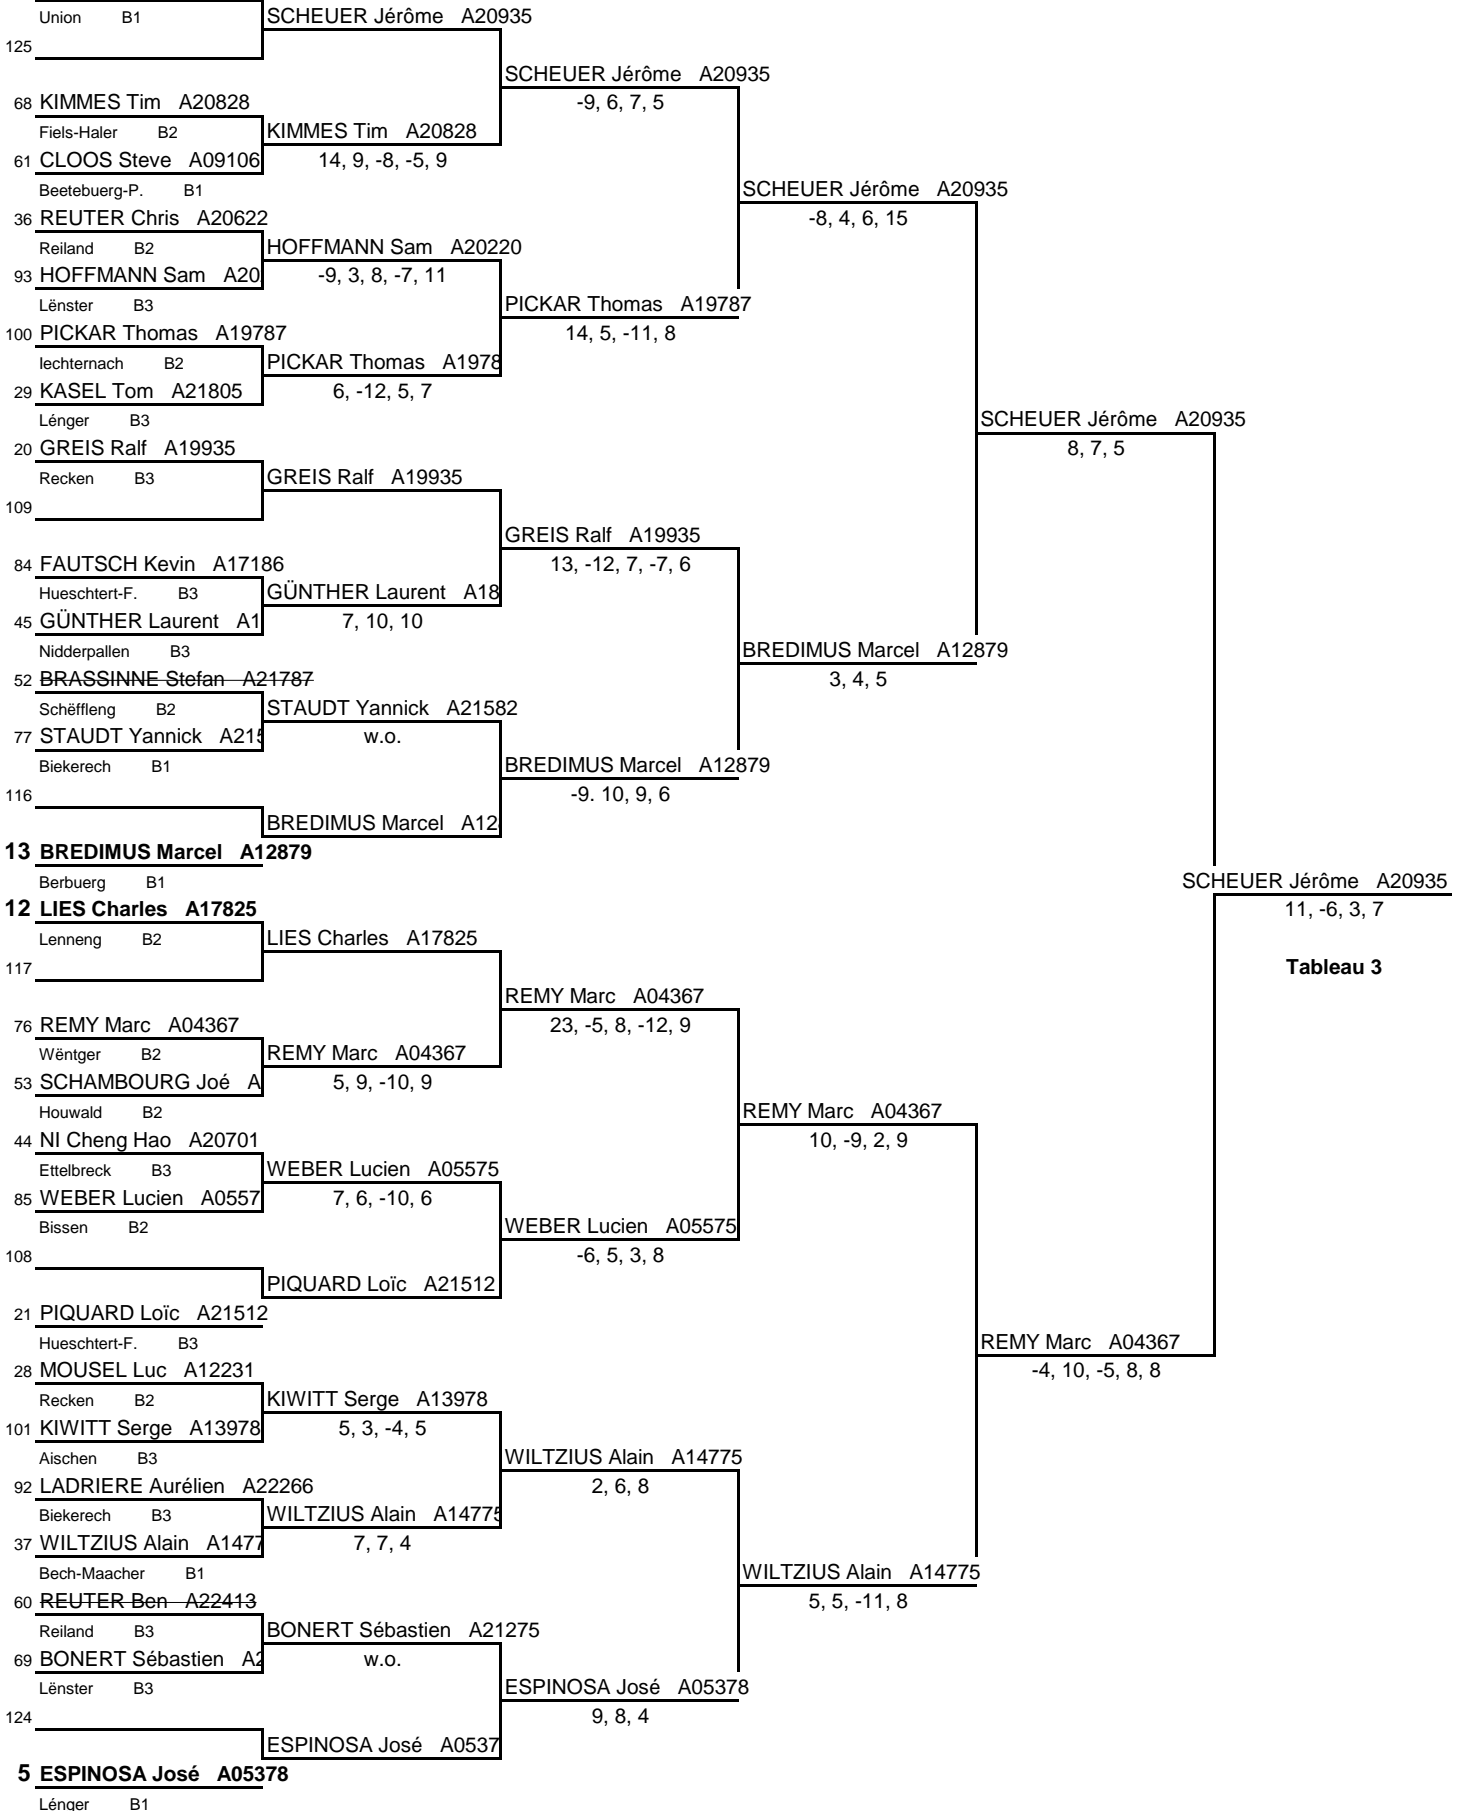 Union B1 SCHEUER Jérôme A20935
125
SCHEUER Jérôme A20935
68 KIMMES Tim A20828 -9, 6, 7, 5
Fiels-Haler B2 KIMMES Tim A20828
61 CLOOS Steve A09106 14, 9, -8, -5, 9
Beetebuerg-P. B1 SCHEUER Jérôme A20935
36 REUTER Chris A20622 -8, 4, 6, 15
Reiland B2 HOFFMANN Sam A20220
93 HOFFMANN Sam A20 -9, 3, 8, -7, 11
Lënster B3 PICKAR Thomas A19787
100 PICKAR Thomas A19787 14, 5, -11, 8
Iechternach B2 PICKAR Thomas A1978
29 KASEL Tom A21805 6, -12, 5, 7
Lénger B3 SCHEUER Jérôme A20935
20 GREIS Ralf A19935 8, 7, 5
Recken B3 GREIS Ralf A19935
109
GREIS Ralf A19935
84 FAUTSCH Kevin A17186 13, -12, 7, -7, 6
Hueschtert-F. B3 GÜNTHER Laurent A18
45 GÜNTHER Laurent A1 7, 10, 10
Nidderpallen B3 BREDIMUS Marcel A12879
52 BRASSINNE Stefan A21787 3, 4, 5
Schëffleng B2 STAUDT Yannick A21582
77 STAUDT Yannick A215 w.o.
Biekerech B1 BREDIMUS Marcel A12879
116 -9. 10, 9, 6
BREDIMUS Marcel A12
13 BREDIMUS Marcel A12879
Berbuerg B1 SCHEUER Jérôme A20935
12 LIES Charles A17825 11, -6, 3, 7
Lenneng B2 LIES Charles A17825
117 Tableau 3
REMY Marc A04367
76 REMY Marc A04367 23, -5, 8, -12, 9
Wëntger B2 REMY Marc A04367
53 SCHAMBOURG Joé A 5, 9, -10, 9
Houwald B2 REMY Marc A04367
44 NI Cheng Hao A20701 10, -9, 2, 9
Ettelbreck B3 WEBER Lucien A05575
85 WEBER Lucien A0557 7, 6, -10, 6
Bissen B2 WEBER Lucien A05575
108 -6, 5, 3, 8
PIQUARD Loïc A21512
21 PIQUARD Loïc A21512
Hueschtert-F. B3 REMY Marc A04367
28 MOUSEL Luc A12231 -4, 10, -5, 8, 8
Recken B2 KIWITT Serge A13978
101 KIWITT Serge A13978 5, 3, -4, 5
Aischen B3 WILTZIUS Alain A14775
92 LADRIERE Aurélien A22266 2, 6, 8
Biekerech B3 WILTZIUS Alain A14775
37 WILTZIUS Alain A1477 7, 7, 4
Bech-Maacher B1 WILTZIUS Alain A14775
60 REUTER Ben A22413 5, 5, -11, 8
Reiland B3 BONERT Sébastien A21275
69 BONERT Sébastien A2 w.o.
Lënster B3 ESPINOSA José A05378
124 9, 8, 4
ESPINOSA José A0537
5 ESPINOSA José A05378
Lénger B1